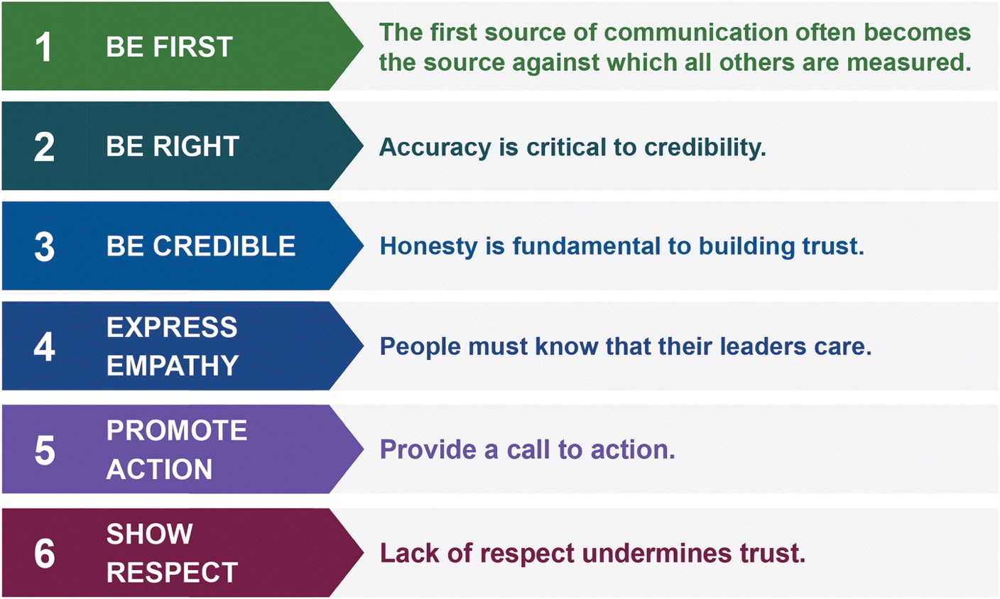 1 BE FIRST
The first source of communication often becomes
the source against which all others are measured.
2 BE RIGHT
Accuracy is critical to credibility.
3 BE CREDIBLE
Honesty is fundamental to building trust.
4 EXPRESS
EMPATHY
People must know that their leaders care.
5 PROMOTE
ACTION
Provide a call to action.
6 SHOW
RESPECT
Lack of respect undermines trust.